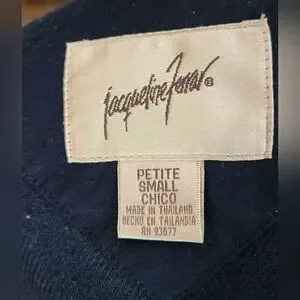 Jacqueline Ferrar®
PETITE
SMALL
CHICO
MADE IN THAILAND
HECHO EN TAILANDIA
RN 93677